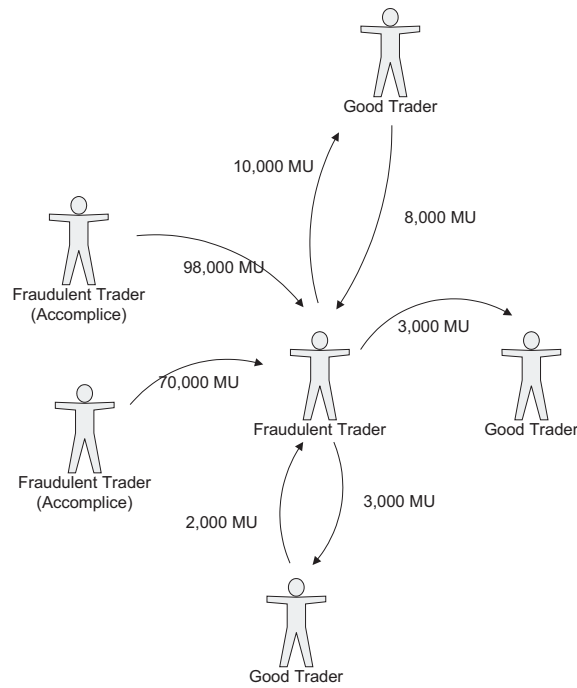 Good Trader
10,000 MU
8,000 MU
98,000 MU
Fraudulent Trader
(Accomplice)
3,000 MU
70,000 MU
Fraudulent Trader
Good Trader
Fraudulent Trader
(Accomplice)
2,000 MU
3,000 MU
Good Trader